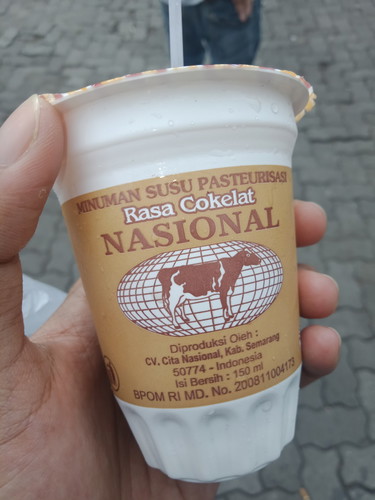 MINUMAN SUSU PASTEURISASI
Rasa Cokelat
NASIONAL
Diproduksi Oleh :
CV. Cita Nasional, Kab. Semarang
50774 - Indonesia
Isi Bersih : 150 ml
BPOM RI MD. No. 200811004173